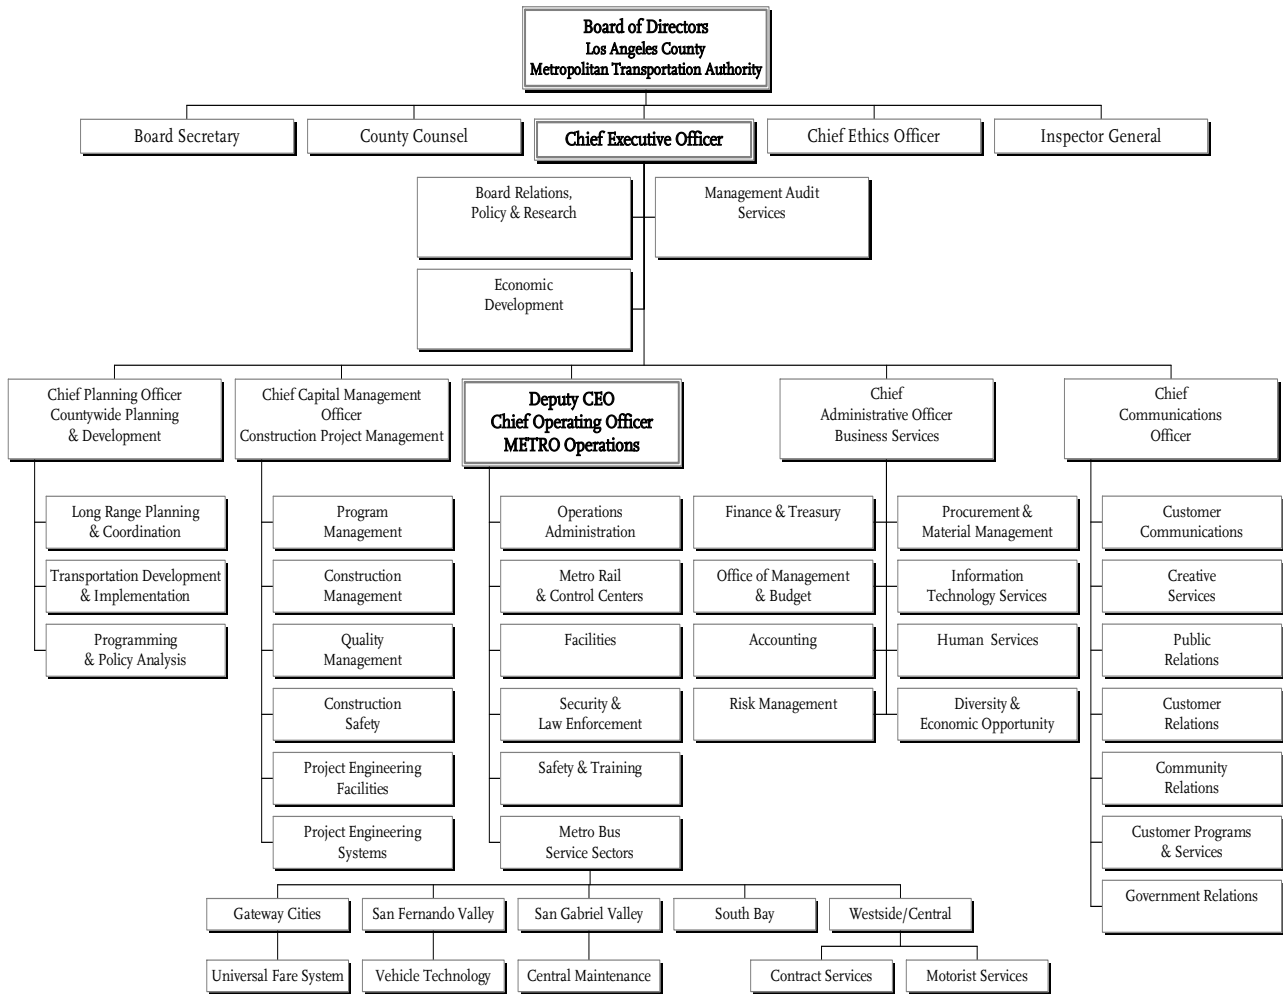 Board of Directors
Los Angeles County
Metropolitan Transportation Authority
Board Secretary
County Counsel
Chief Executive Officer
Chief Ethics Officer
Inspector General
Board Relations,
Policy & Research
Management Audit
Services
Economic
Development
Chief Planning Officer
Countywide Planning
& Development
Chief Capital Management
Officer
Construction Project Management
Deputy CEO
Chief Operating Officer
METRO Operations
Chief
Administrative Officer
Business Services
Chief
Communications
Officer
Long Range Planning
& Coordination
Transportation Development
& Implementation
Programming
& Policy Analysis
Program
Management
Construction
Management
Quality
Management
Construction
Safety
Project Engineering
Facilities
Project Engineering
Systems
Operations
Administration
Metro Rail
& Control Centers
Facilities
Security &
Law Enforcement
Safety & Training
Metro Bus
Service Sectors
Finance & Treasury
Office of Management
& Budget
Accounting
Risk Management
Procurement &
Material Management
Information
Technology Services
Human Services
Diversity &
Economic Opportunity
Customer
Communications
Creative
Services
Public
Relations
Customer
Relations
Community
Relations
Customer Programs
& Services
Government Relations
Gateway Cities
San Fernando Valley
San Gabriel Valley
South Bay
Westside/Central
Universal Fare System
Vehicle Technology
Central Maintenance
Contract Services
Motorist Services